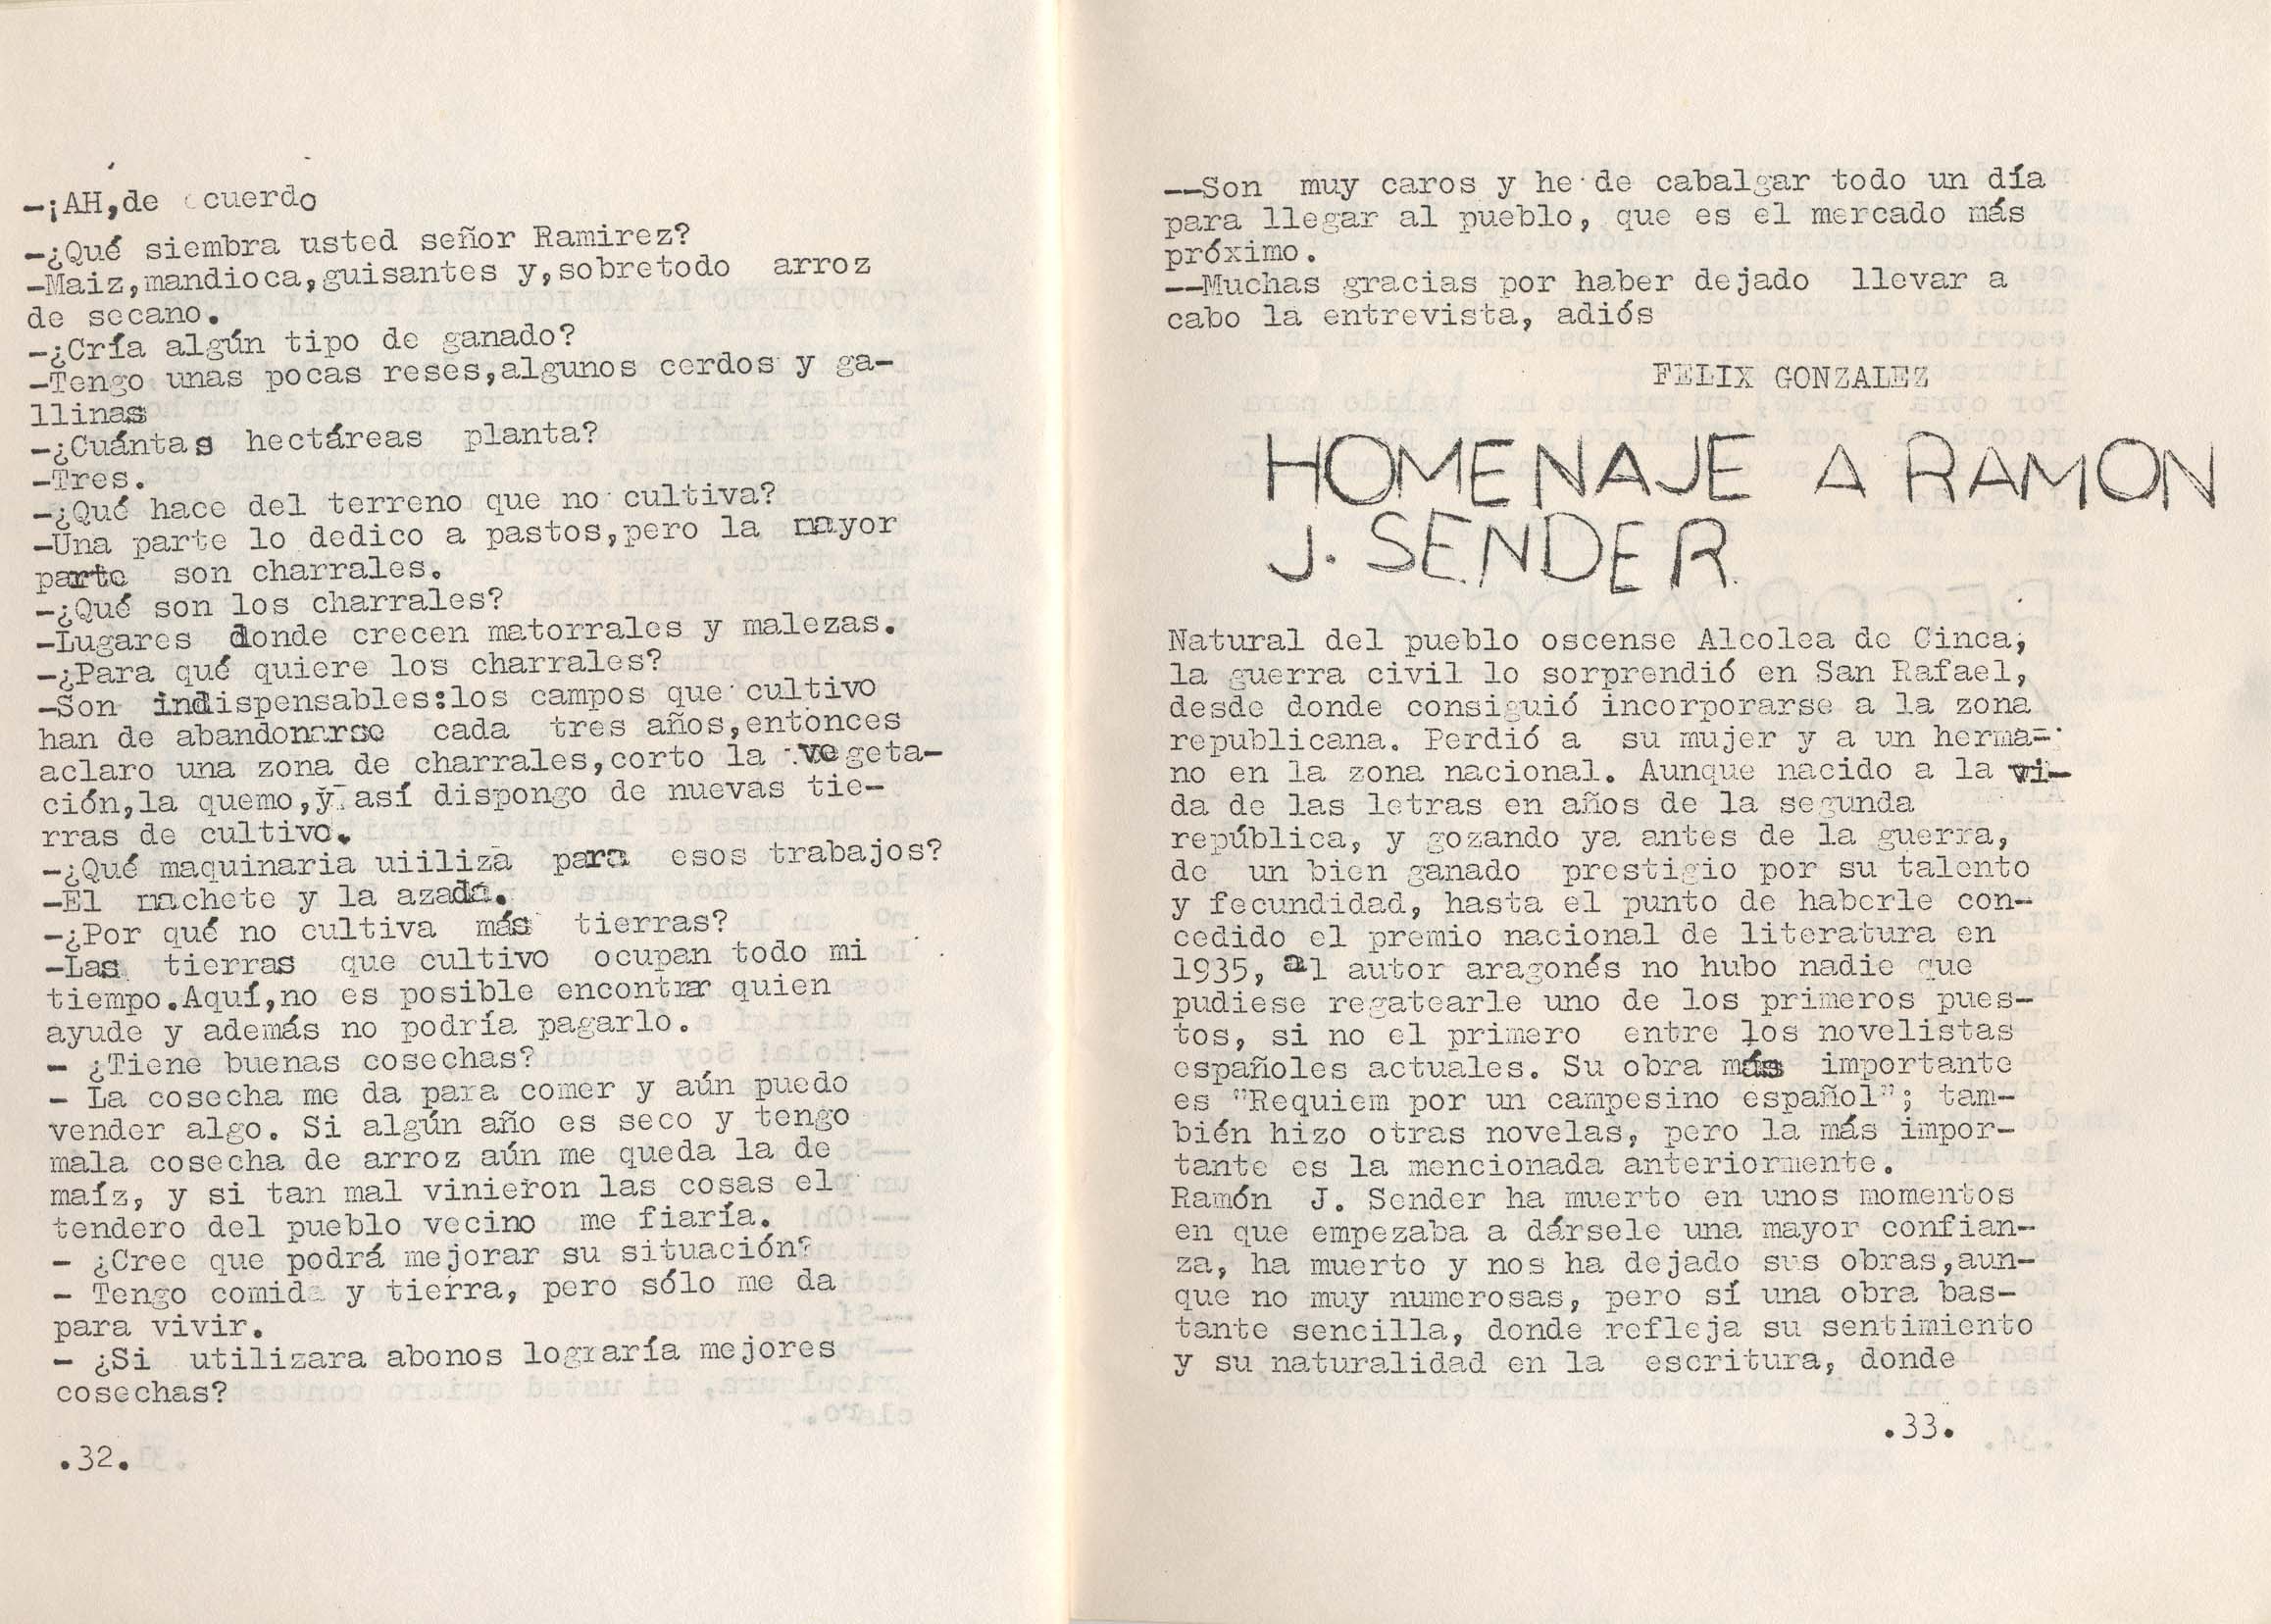 -¡AH,de cuerdo
-¿Qué siembra usted señor Ramirez?
-Maiz,mandioca,guisantes y,sobretodo arroz
de secano.
-¿Cría algún tipo de ganado?
-Tengo unas pocas reses,algunos cerdos y ga-
llinas
-¿Cuántas hectáreas planta?
-Tres.
-¿Qué hace del terreno que no cultiva?
-Una parte lo dedico a pastos,pero la mayor
parte son charrales.
-¿Qué son los charrales?
-Lugares donde crecen matorrales y malezas.
-¿Para qué quiere los charrales?
-Son indispensables:los campos que cultivo
han de abandonarse cada tres años,entonces
aclaro una zona de charrales,corto la vegeta-
ción,la quemo,y así dispongo de nuevas tie-
rras de cultivo.
-¿Qué maquinaria uiiliza para esos trabajos?
-El machete y la azada.
-¿Por qué no cultiva más tierras?
-Las tierras que cultivo ocupan todo mi
tiempo.Aquí,no es posible encontrar quien
ayude y además no podría pagarlo.
- ¿Tiene buenas cosechas?
- La cosecha me da para comer y aún puedo
vender algo. Si algún año es seco y tengo
mala cosecha de arroz aún me queda la de
maíz, y si tan mal vinieron las cosas el
tendero del pueblo vecino me fiaría.
- ¿Cree que podrá mejorar su situación?
- Tengo comida y tierra, pero sólo me da
para vivir.
- ¿Si utilizara abonos lograría mejores
cosechas?
.32.
--Son muy caros y he de cabalgar todo un día
para llegar al pueblo, que es el mercado más
próximo.
--Muchas gracias por haber dejado llevar a
cabo la entrevista, adiós
FELIX GONZALEZ
HOMENAJE A RAMON
J. SENDER.
Natural del pueblo oscense Alcolea de Cinca,
la guerra civil lo sorprendió en San Rafael,
desde donde consiguió incorporarse a la zona
republicana. Perdió a su mujer y a un herma-
no en la zona nacional. Aunque nacido a la vi-
da de las letras en años de la segunda
república, y gozando ya antes de la guerra,
de un bien ganado prestigio por su talento
y fecundidad, hasta el punto de haberle con-
cedido el premio nacional de literatura en
1935, al autor aragonés no hubo nadie que
pudiese regatearle uno de los primeros pues-
tos, si no el primero entre los novelistas
españoles actuales. Su obra más importante
es "Requiem por un campesino español"; tam-
bién hizo otras novelas, pero la más impor-
tante es la mencionada anteriormente.
Ramón J. Sender ha muerto en unos momentos
en que empezaba a dársele una mayor confian-
za, ha muerto y nos ha dejado sus obras,aun-
que no muy numerosas, pero sí una obra bas-
tante sencilla, donde refleja su sentimiento
y su naturalidad en la escritura, donde
.33.